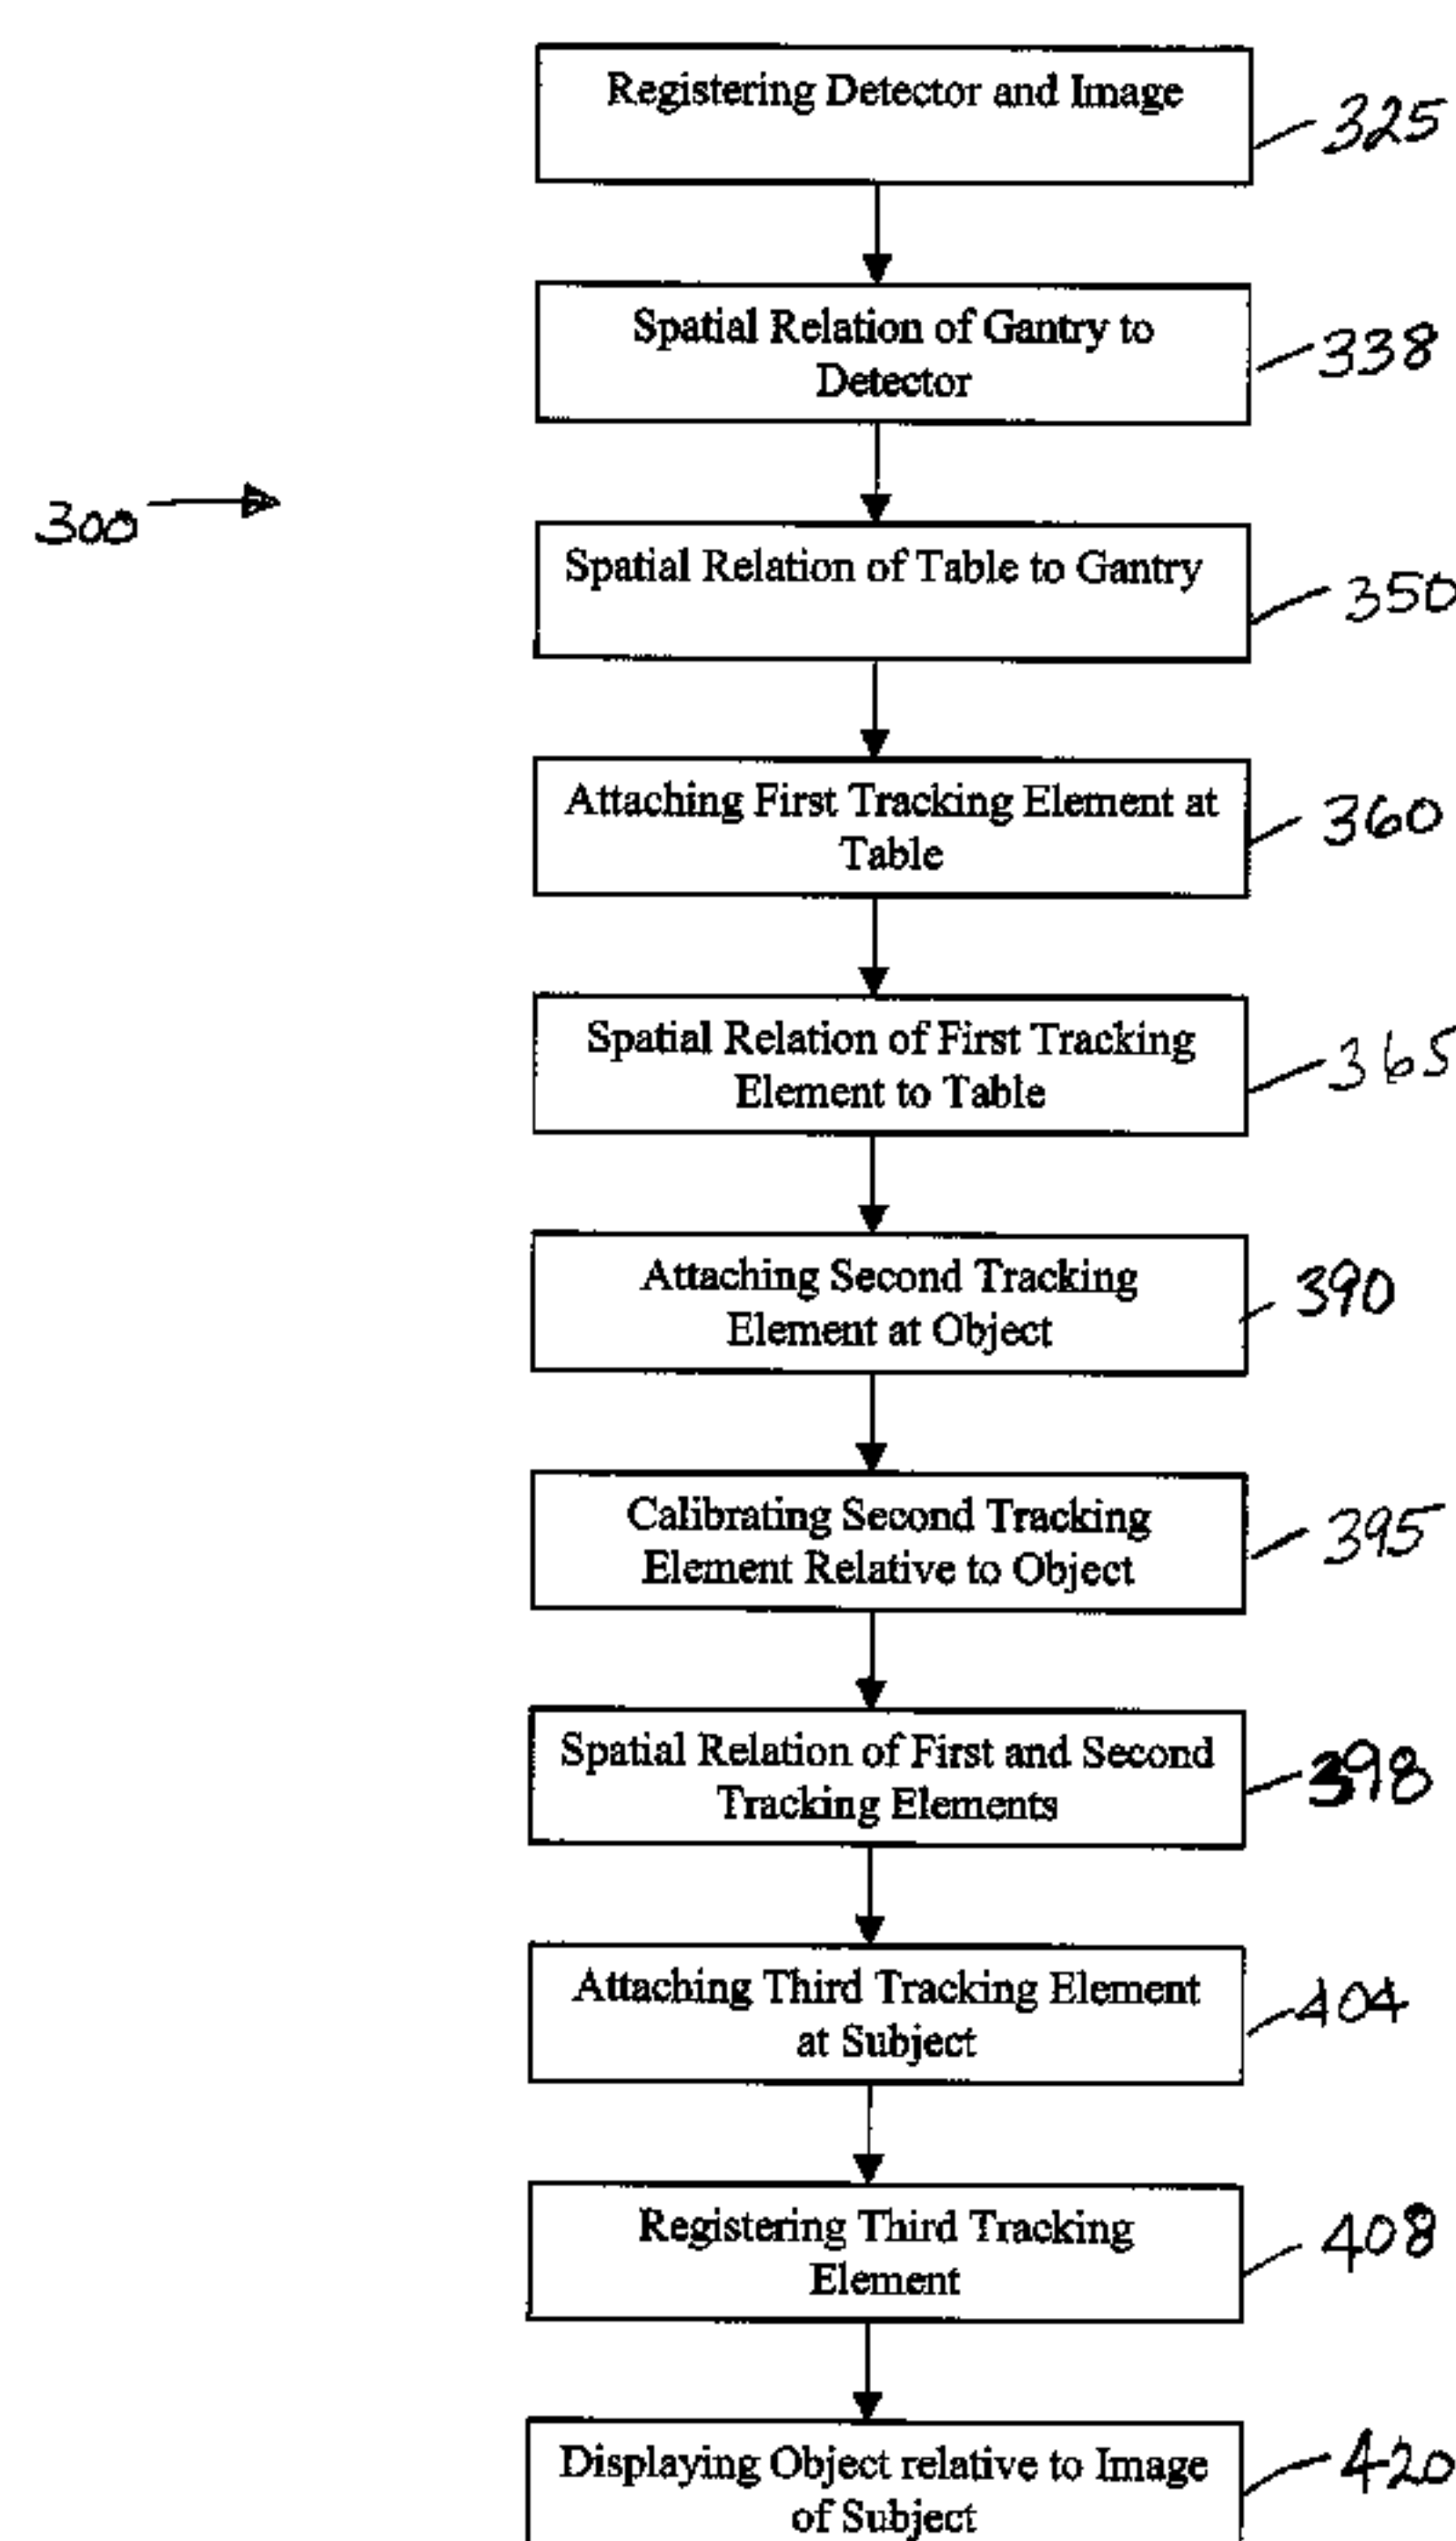 Registering Detector and Image
325
Spatial Relation of Gantry to
Detector
338
300
Spatial Relation of Table to Gantry
350
Attaching First Tracking Element at
Table
360
Spatial Relation of First Tracking
Element to Table
365
Attaching Second Tracking
Element at Object
390
Calibrating Second Tracking
Element Relative to Object
395
Spatial Relation of First and Second
Tracking Elements
398
Attaching Third Tracking Element
at Subject
404
Registering Third Tracking
Element
408
Displaying Object relative to Image
of Subject
420